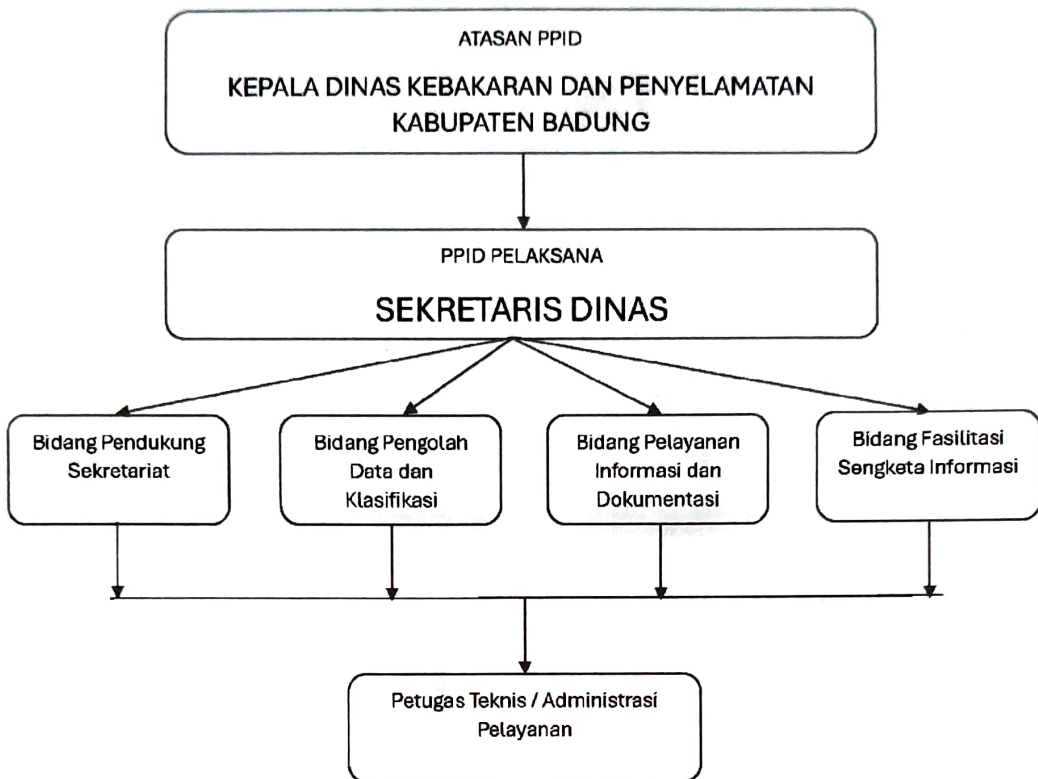 ATASAN PPID
KEPALA DINAS KEBAKARAN DAN PENYELAMATAN
KABUPATEN BADUNG
PPID PELAKSANA
SEKRETARIS DINAS
Bidang Pendukung
Sekretariat
Bidang Pengolah
Data dan
Klasifikasi
Bidang Pelayanan
Informasi dan
Dokumentasi
Bidang Fasilitasi
Sengketa Informasi
Petugas Teknis / Administrasi
Pelayanan